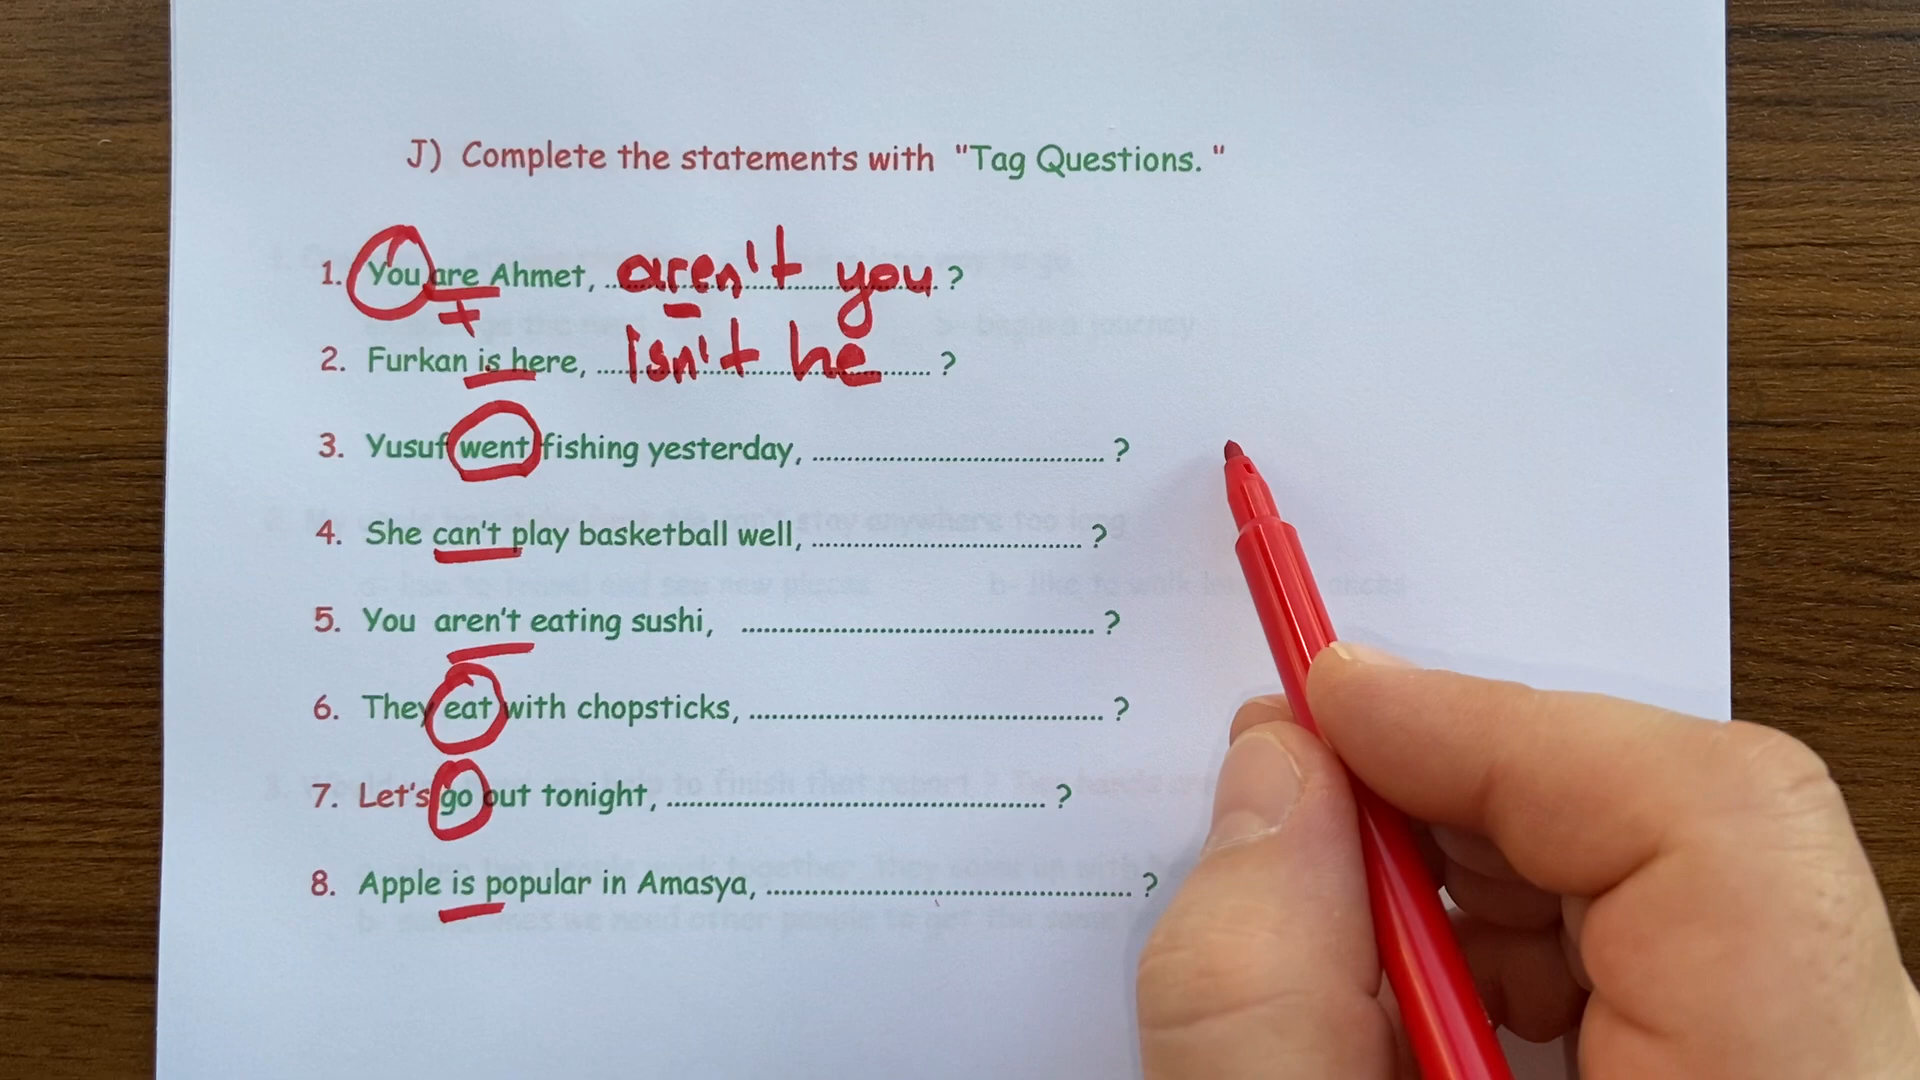 J) Complete the statements with "Tag Questions. "
1. You are Ahmet, ........ aren't you ?
+
2. Furkan is here, ........ isn't he ........ ?
3. Yusuf went fishing yesterday, ........................................ ?
4. She can't play basketball well, ........................................ ?
5. You aren't eating sushi, ........................................ ?
6. They eat with chopsticks, ........................................ ?
7. Let's go out tonight, ........................................ ?
8. Apple is popular in Amasya, ........................................ ?